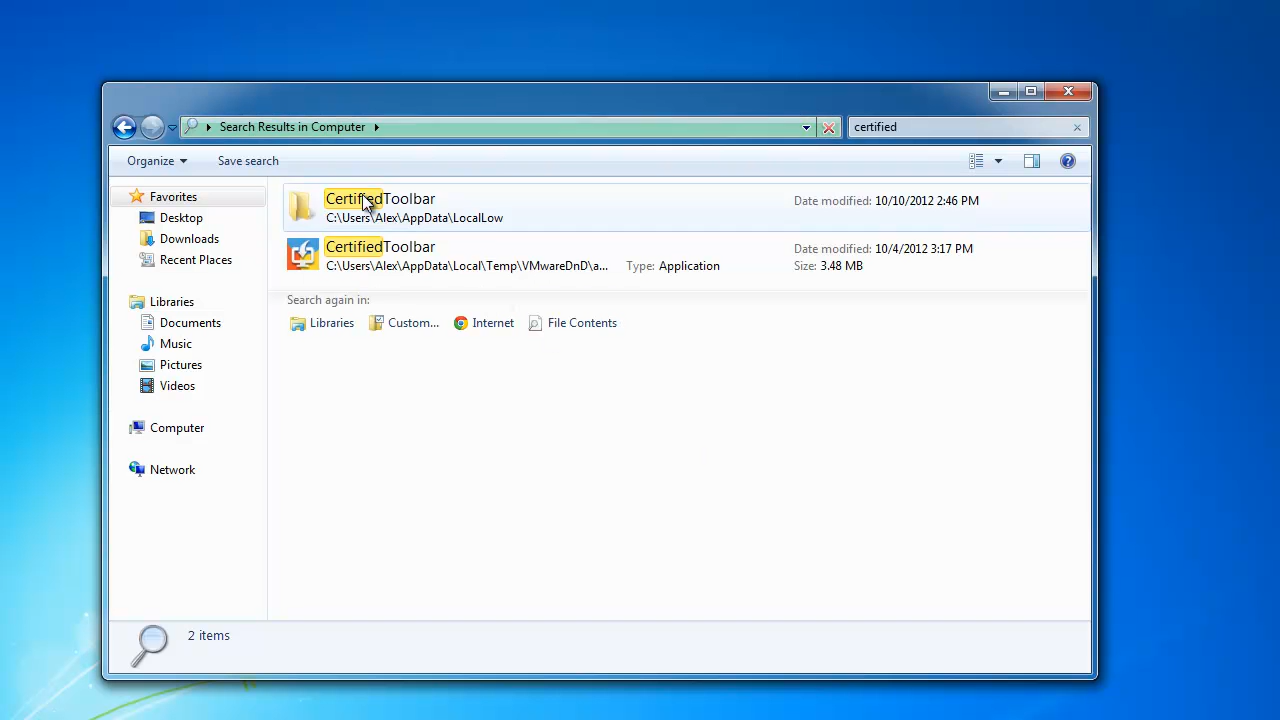 Search Results in Computer
certified
Organize
Save search
Favorites
Desktop
Downloads
Recent Places
Libraries
Documents
Music
Pictures
Videos
Computer
Network
CertifiedToolbar
C:\Users\Alex\AppData\LocalLow
Date modified: 10/10/2012 2:46 PM
CertifiedToolbar
C:\Users\Alex\AppData\Local\Temp\VMwareDnD\a...
Type: Application
Date modified: 10/4/2012 3:17 PM
Size: 3.48 MB
Search again in:
Libraries
Custom...
Internet
File Contents
2 items